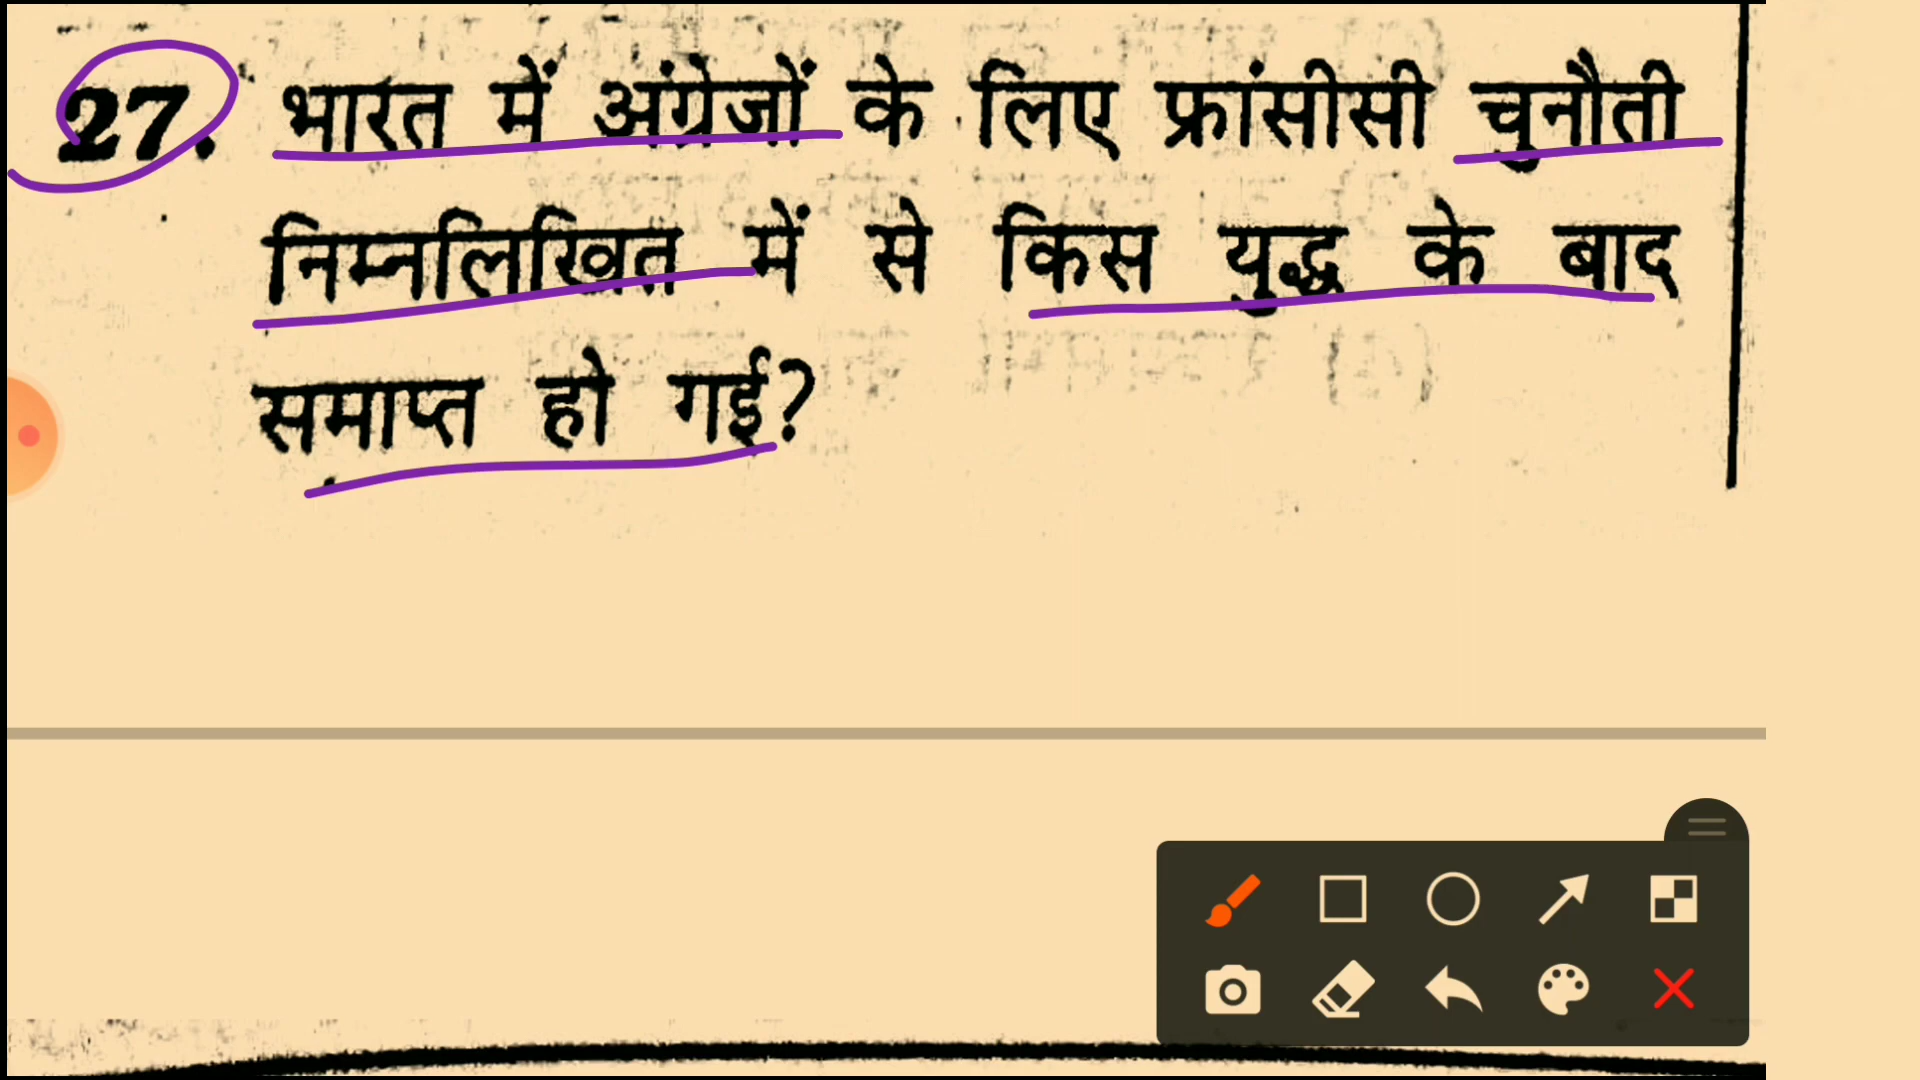 27. भारत में अंग्रेजों के लिए फ्रांसीसी चुनौती
निम्नलिखित में से किस युद्ध के बाद
समाप्त हो गई?